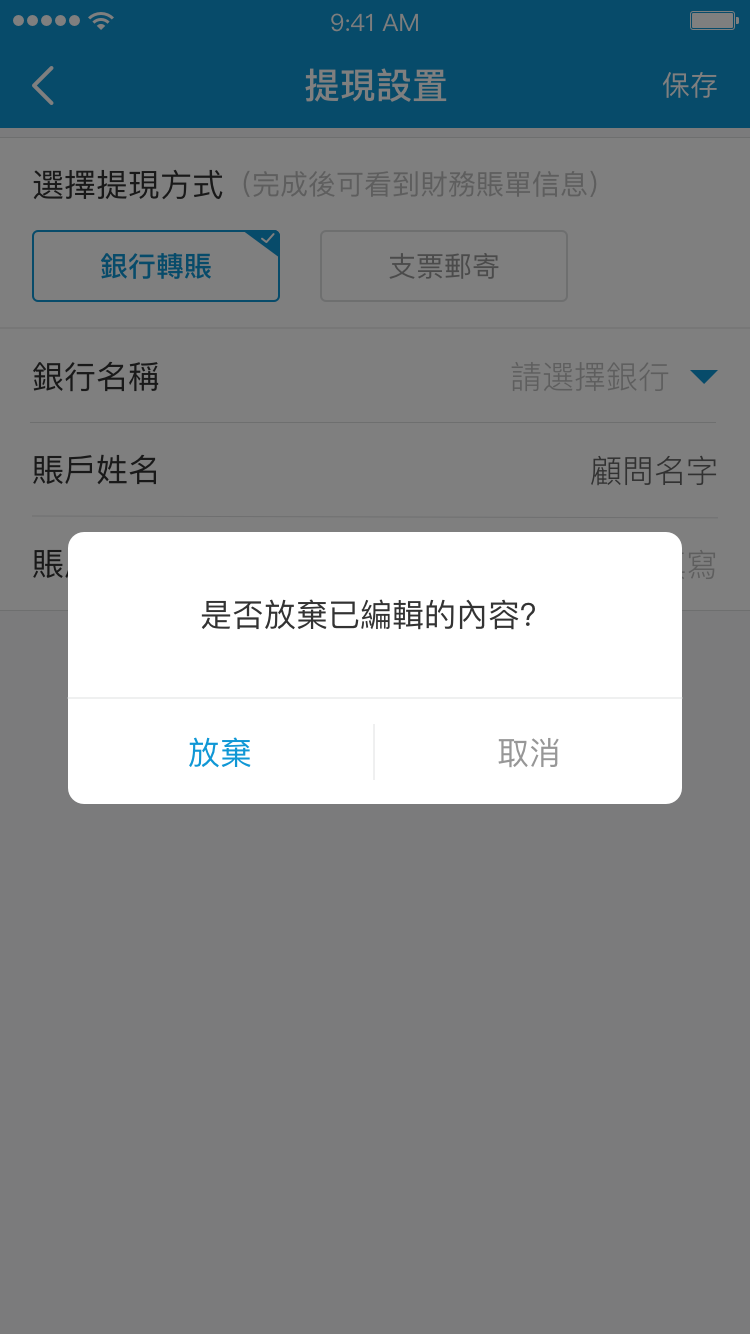 9:41 AM
提現設置
保存
選擇提現方式（完成後可看到財務賬單信息）
銀行轉賬
支票郵寄
銀行名稱
請選擇銀行
賬戶姓名
顧問名字
賬
寫
是否放棄已編輯的內容?
放棄
取消